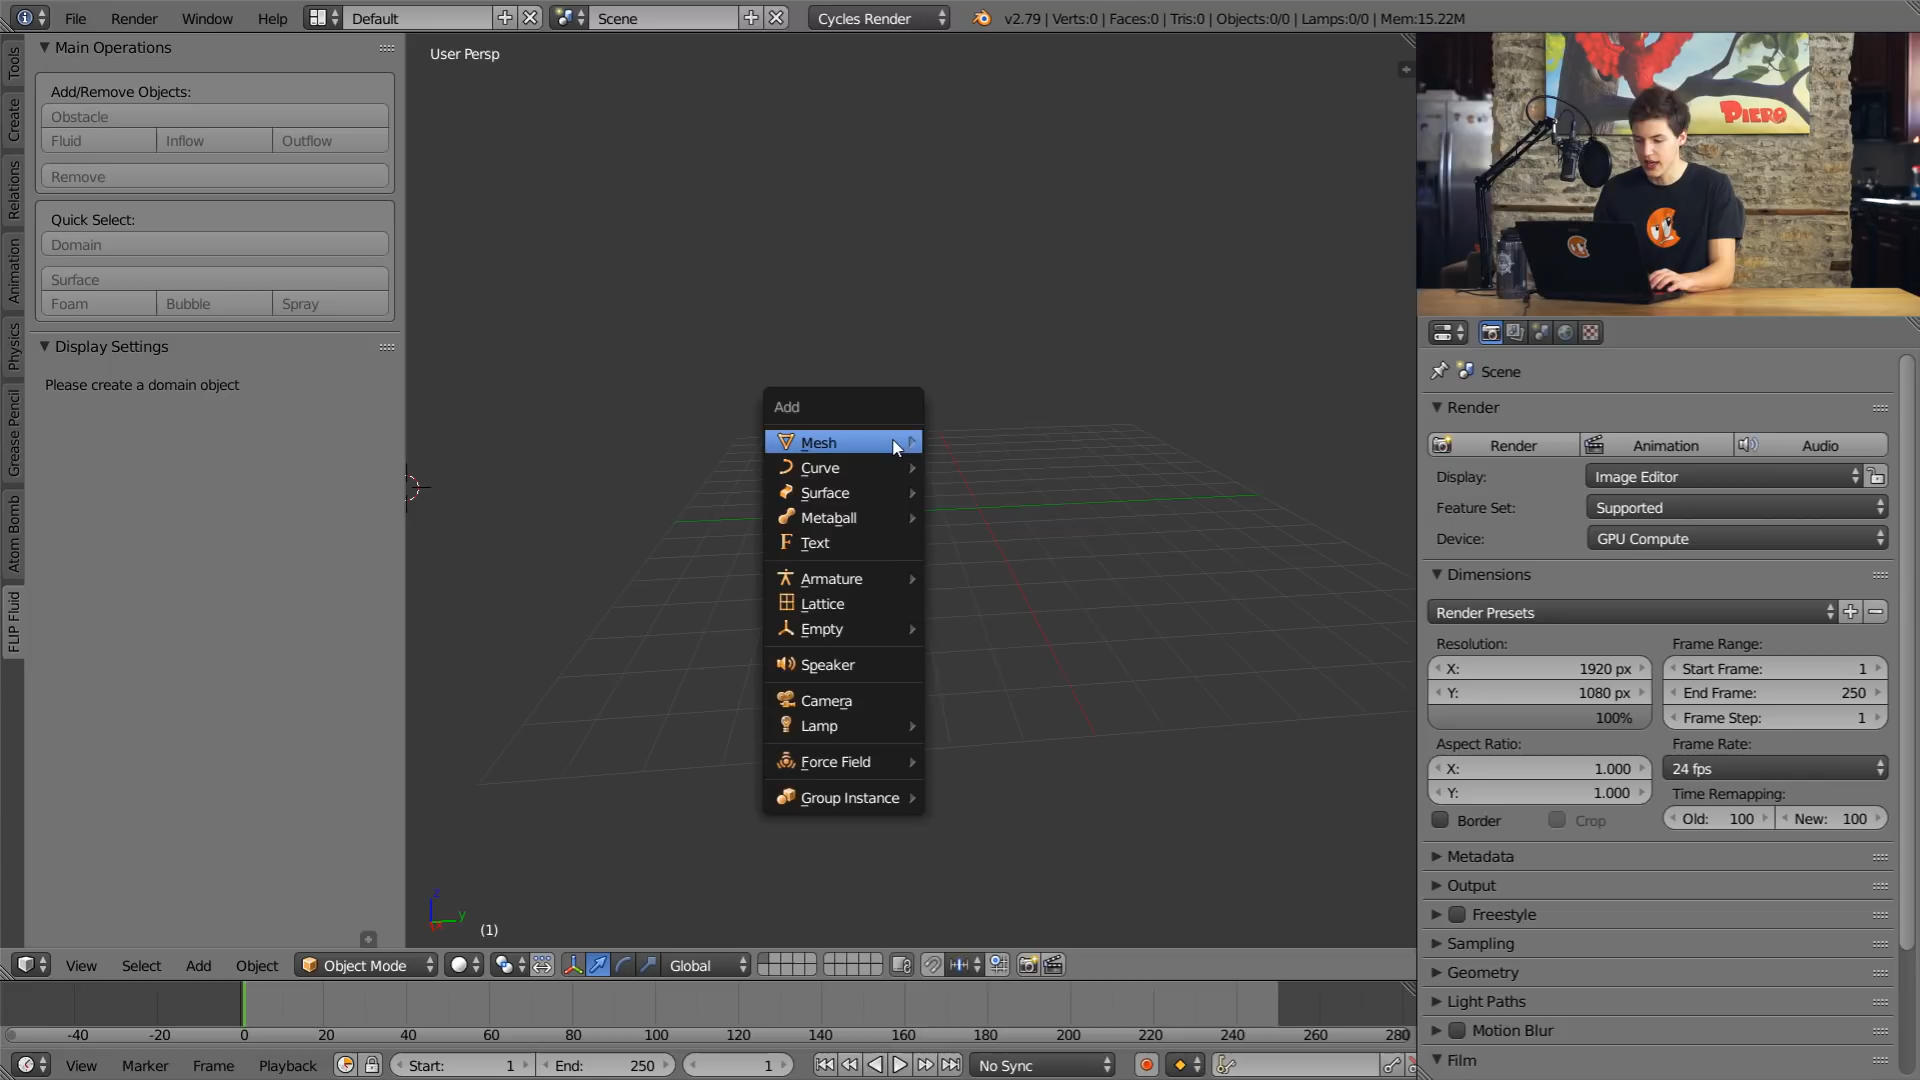 File Render Window Help Default Scene Cycles Render v2.79 | Verts:0 | Faces:0 | Tris:0 | Objects:0/0 | Lamps:0/0 | Mem:15.22M
Tools
Create
Relations
Animation
Physics
Grease Pencil
Atom Bomb
FLIP Fluid
Main Operations
Add/Remove Objects:
Obstacle
Fluid Inflow Outflow
Remove
Quick Select:
Domain
Surface
Foam Bubble Spray
Display Settings
Please create a domain object
User Persp
Add
Mesh
Curve
Surface
Metaball
Text
Armature
Lattice
Empty
Speaker
Camera
Lamp
Force Field
Group Instance
z
y
(1)
PIERO
Scene
Render
Render Animation Audio
Display: Image Editor
Feature Set: Supported
Device: GPU Compute
Dimensions
Render Presets
Resolution: Frame Range:
X: 1920 px Start Frame: 1
Y: 1080 px End Frame: 250
100% Frame Step: 1
Aspect Ratio: Frame Rate:
X: 1.000 24 fps
Y: 1.000 Time Remapping:
Border Crop Old: 100 New: 100
Metadata
Output
Freestyle
Sampling
Geometry
Light Paths
Motion Blur
Film
View Select Add Object Object Mode Global
-40 -20 0 20 40 60 80 100 120 140 160 180 200 220 240 260 280
View Marker Frame Playback Start: 1 End: 250 1 No Sync